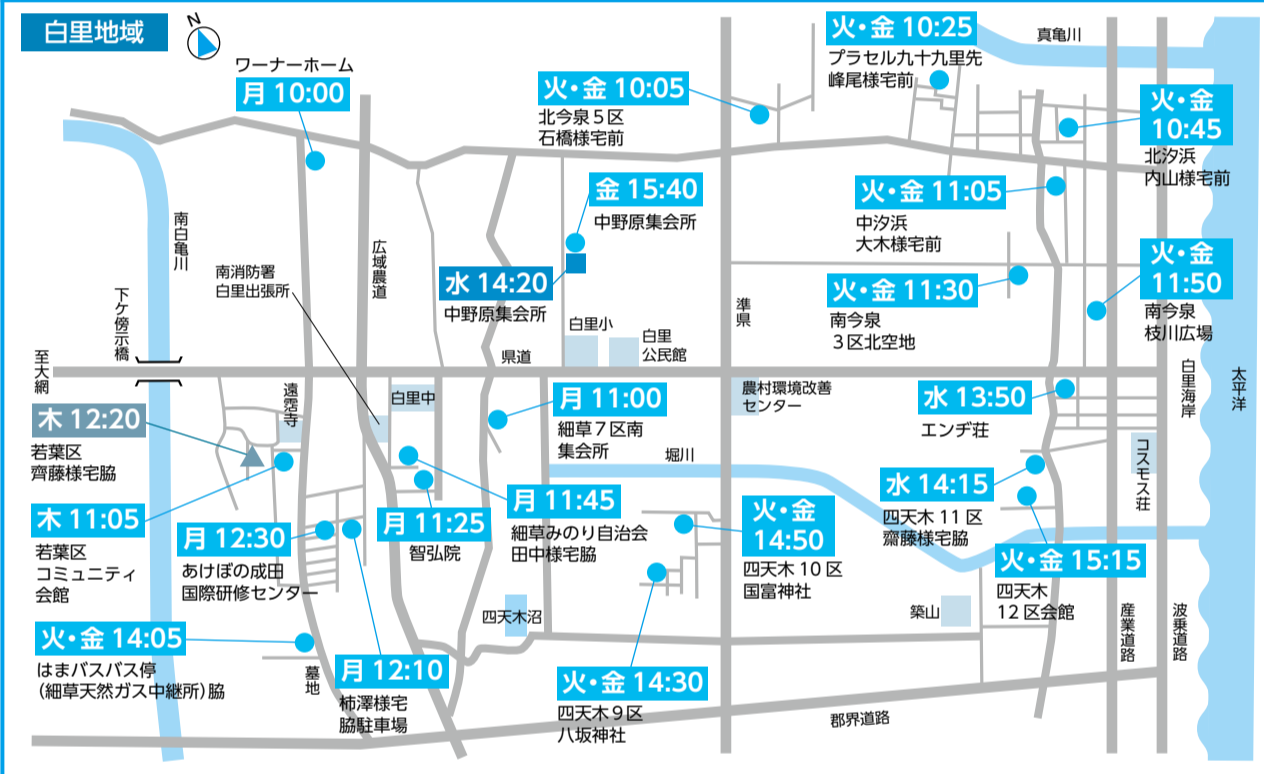 白里地域
N
ワーナーホーム
月 10:00
火・金 10:05
北今泉5区
石橋様宅前
火・金 10:25
プラセル九十九里先
峰尾様宅前
真亀川
火・金
10:45
北汐浜
内山様宅前
金 15:40
中野原集会所
火・金 11:05
中汐浜
大木様宅前
南白亀川
広域農道
南消防署
白里出張所
水 14:20
中野原集会所
火・金 11:30
南今泉
3区北空地
火・金
11:50
南今泉
枝川広場
下ケ傍示橋
準県
白里小
白里
公民館
県道
至大網
遠霑寺
白里中
農村環境改善
センター
白里海岸
太平洋
木 12:20
若葉区
齊藤様宅脇
月 11:00
細草7区南
集会所
水 13:50
エンヂ荘
堀川
コスモス荘
木 11:05
若葉区
コミュニティ
会館
月 12:30
あけぼの成田
国際研修センター
月 11:25
智弘院
月 11:45
細草みのり自治会
田中様宅脇
火・金
14:50
四天木10区
国富神社
水 14:15
四天木11区
齋藤様宅脇
火・金 15:15
四天木
12区会館
四天木沼
築山
産業道路
波乗道路
火・金 14:05
はまバスバス停
(細草天然ガス中継所)脇
墓地
月 12:10
柿澤様宅
脇駐車場
火・金 14:30
四天木9区
八坂神社
郡界道路